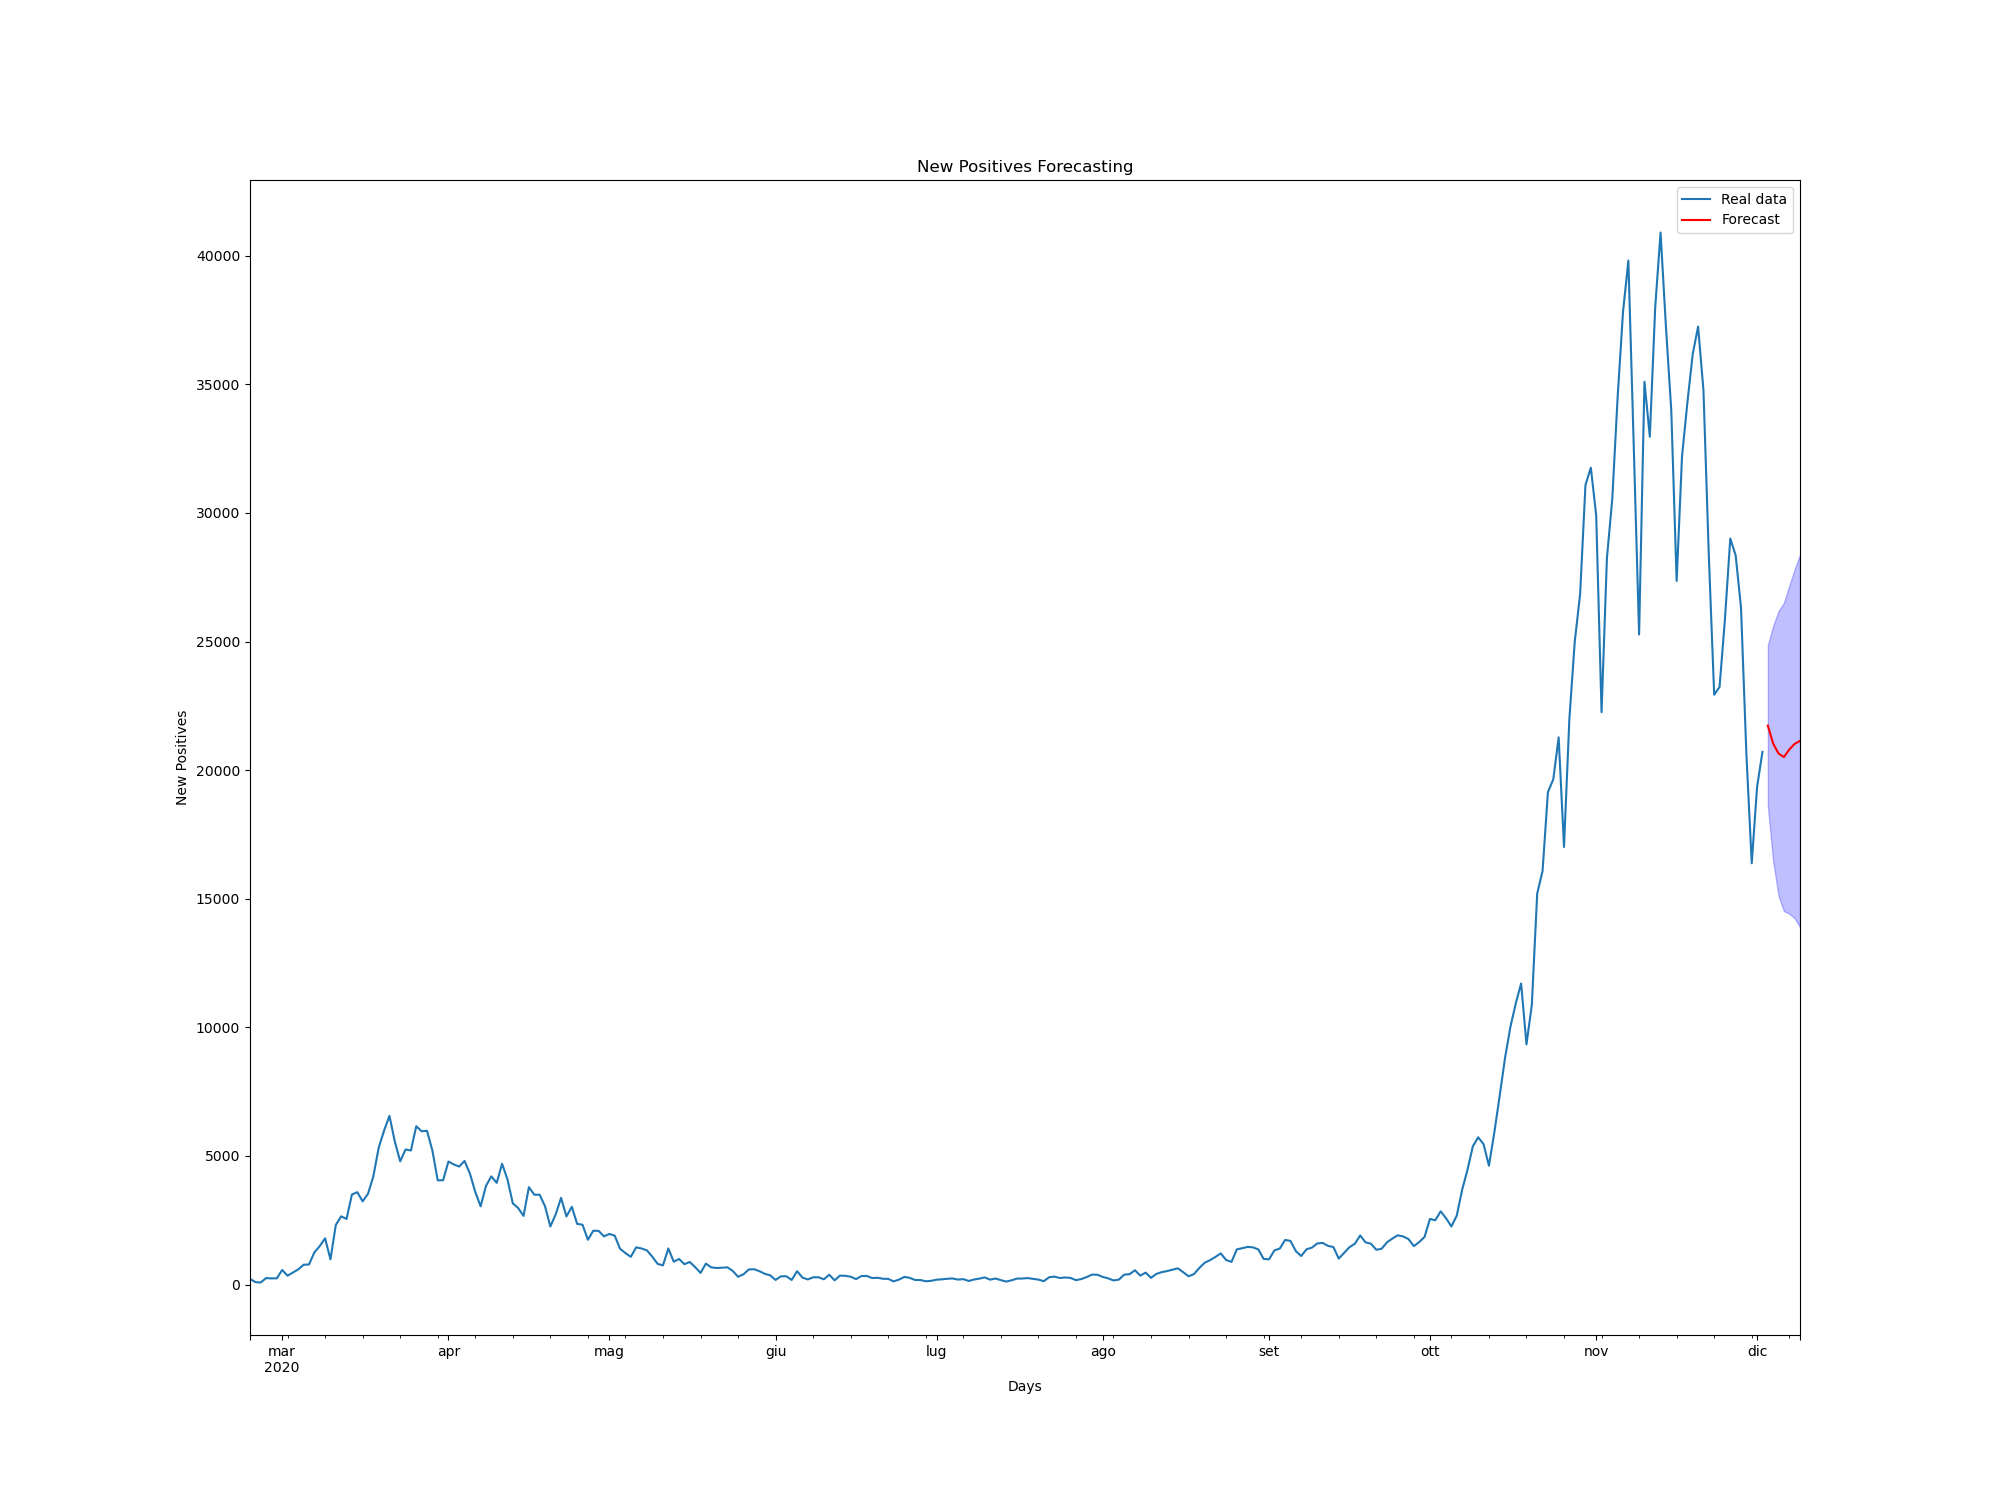 New Positives Forecasting
Real data
Forecast
40000
35000
30000
25000
20000
15000
10000
5000
0
New Positives
mar apr mag giu lug ago set ott nov dic
2020
Days